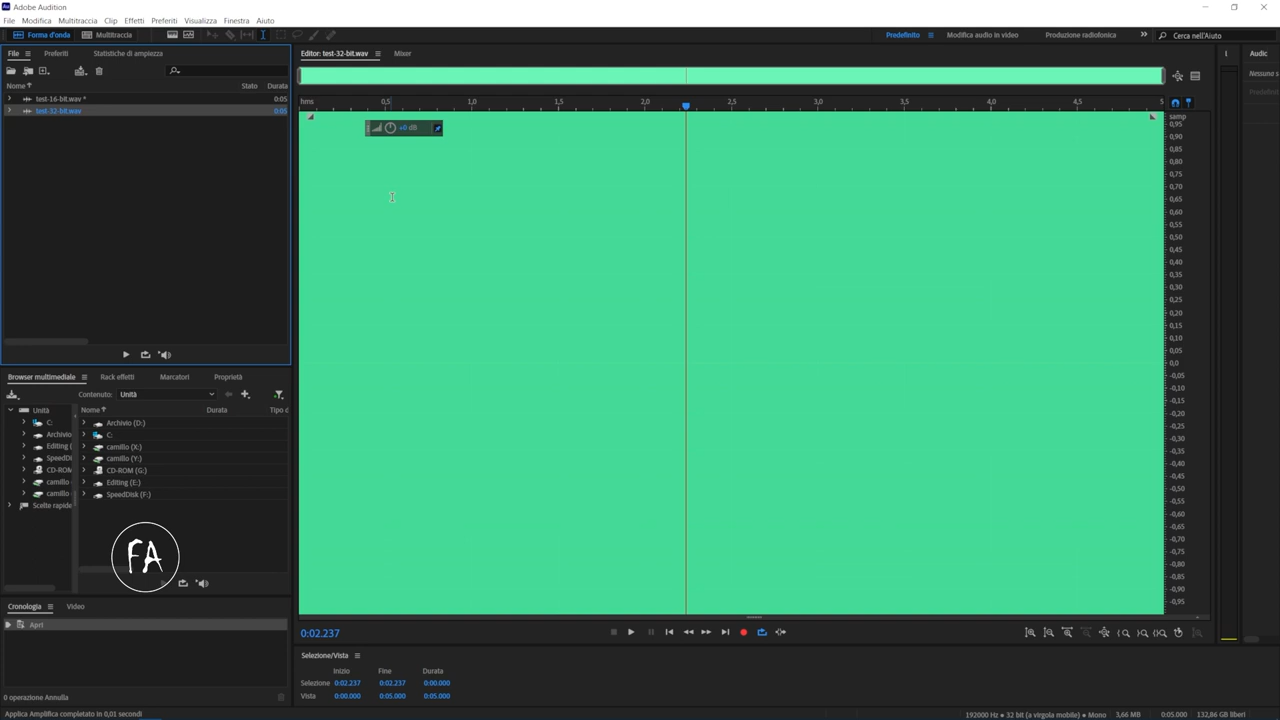 Adobe Audition
File Modifica Multitraccia Clip Effetti Preferiti Visualizza Finestra Aiuto
Forma d'onda Multitraccia Predefinito Modifica audio in video Produzione radiofonica Cerca nell'Aiuto
File Preferiti Statistiche di ampiezza
Nome Stato Durata
test-16-bit.wav * 0:05
test-32-bit.wav 0:05
Editor: test-32-bit.wav Mixer
Audic
hms 0,5 1,0 1,5 2,0 2,5 3,0 3,5 4,0 4,5 5
+0 dB
samp
0,95
0,90
0,85
0,80
0,75
0,70
0,65
0,60
0,55
0,50
0,45
0,40
0,35
0,30
0,25
0,20
0,15
0,10
0,05
0,0
-0,05
-0,10
-0,15
-0,20
-0,25
-0,30
-0,35
-0,40
-0,45
-0,50
-0,55
-0,60
-0,65
-0,70
-0,75
-0,80
-0,85
-0,90
-0,95
Nessuno s
Predefinit
Browser multimediale Rack effetti Marcatori Proprietà
Contenuto: Unità
Unità
C:
Archivio
Editing (
SpeedDi
CD-ROM
camillo
camillo
Scelte rapide
Nome Durata Tipo d
Archivio (D:)
C:
camillo (X:)
camillo (Y:)
CD-ROM (G:)
Editing (E:)
SpeedDisk (F:)
FA
Cronologia Video
Apri
0 operazione Annulla
0:02.237
Selezione/Vista
Inizio Fine Durata
Selezione 0:02.237 0:02.237 0:00.000
Vista 0:00.000 0:05.000 0:05.000
Applica Amplifica completato in 0,01 secondi
192000 Hz • 32 bit (a virgola mobile) • Mono 3,66 MB 0:05.000 132,86 GB liberi